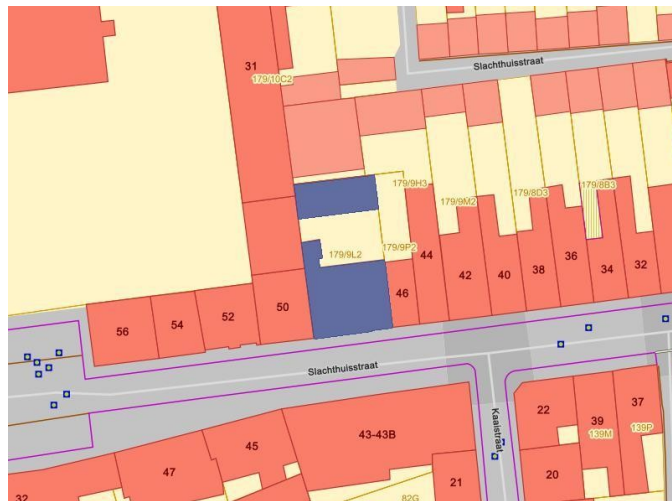 31
179/10C2
Slachthuisstraat
179/9H3
179/9M2
179/8D3
179/8B3
179/9L2
179/9P2
44
42
40
38
36
34
32
46
50
52
54
56
Slachthuisstraat
Kaaistraat
43-43B
45
47
32
82G
21
22
39
37
139M
139P
20